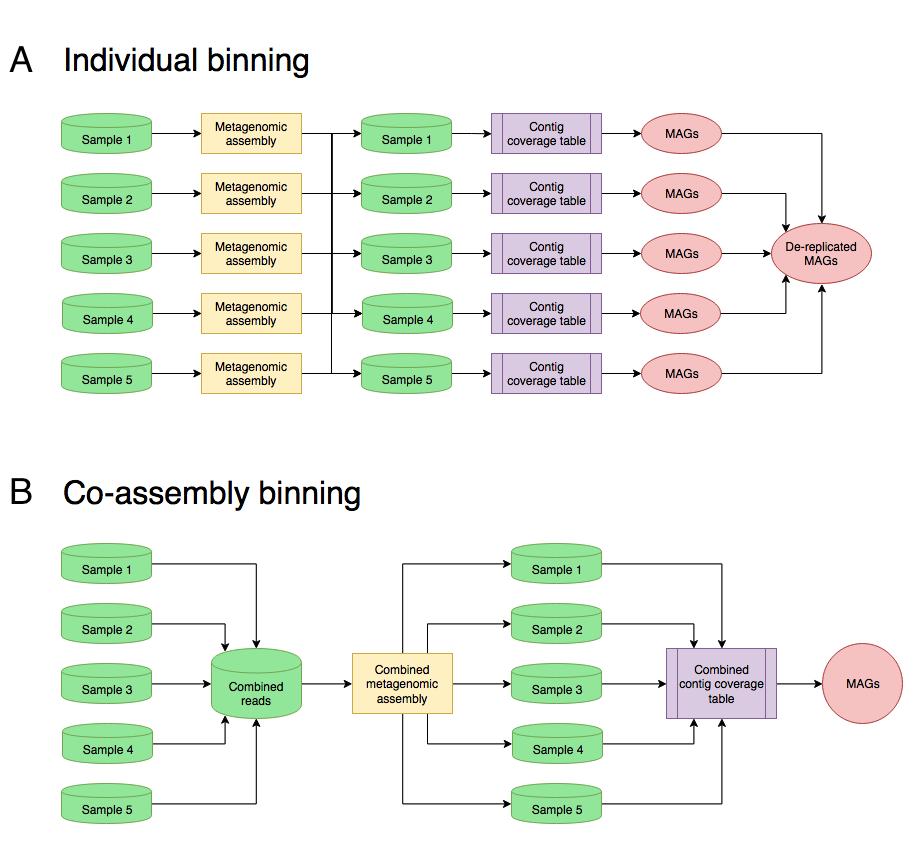 A Individual binning
Sample 1
Metagenomic
assembly
Sample 1
Contig
coverage table
MAGs
Sample 2
Metagenomic
assembly
Sample 2
Contig
coverage table
MAGs
Sample 3
Metagenomic
assembly
Sample 3
Contig
coverage table
MAGs
De-replicated
MAGs
Sample 4
Metagenomic
assembly
Sample 4
Contig
coverage table
MAGs
Sample 5
Metagenomic
assembly
Sample 5
Contig
coverage table
MAGs
B Co-assembly binning
Sample 1
Sample 2
Sample 3
Sample 4
Sample 5
Combined
reads
Combined
metagenomic
assembly
Sample 1
Sample 2
Sample 3
Sample 4
Sample 5
Combined
contig coverage
table
MAGs